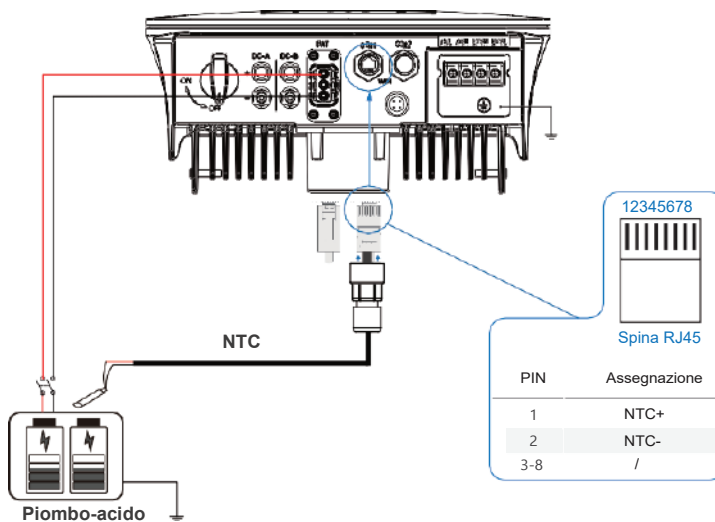 DC-A
DC-B
BAT
COM1
COM2
WIFI
ON
OFF
+
-
12345678
Spina RJ45
NTC
PIN Assegnazione
1 NTC+
2 NTC-
3-8 /
Piombo-acido